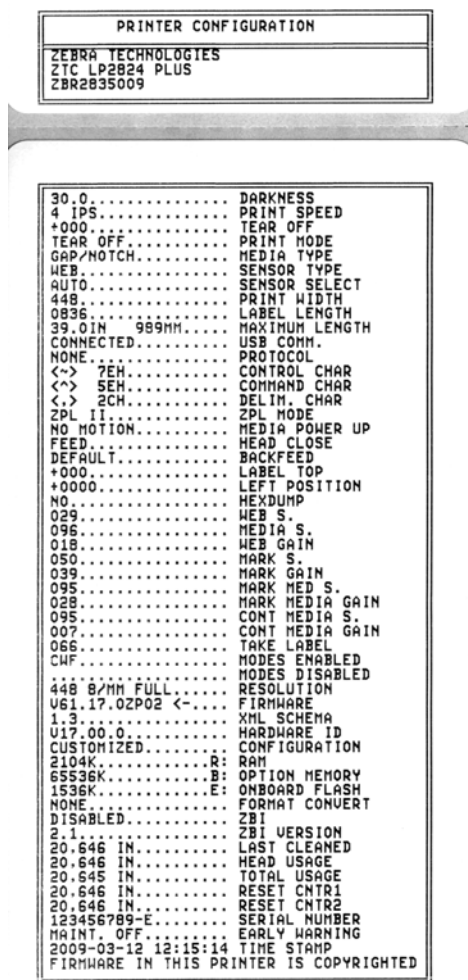 PRINTER CONFIGURATION
ZEBRA TECHNOLOGIES
ZTC LP2824 PLUS
ZBR2835009
30.0............... DARKNESS
4 IPS.............. PRINT SPEED
+000............... TEAR OFF
TEAR OFF........... PRINT MODE
GAP/NOTCH.......... MEDIA TYPE
WEB................ SENSOR TYPE
AUTO............... SENSOR SELECT
448................ PRINT WIDTH
0836............... LABEL LENGTH
39.0IN 989MM..... MAXIMUM LENGTH
CONNECTED.......... USB COMM.
NONE............... PROTOCOL
<~> 7EH............ CONTROL CHAR
<^> 5EH............ COMMAND CHAR
<,> 2CH............ DELIM. CHAR
ZPL II............. ZPL MODE
NO MOTION.......... MEDIA POWER UP
FEED............... HEAD CLOSE
DEFAULT............ BACKFEED
+000............... LABEL TOP
+0000.............. LEFT POSITION
NO................. HEXDUMP
029................ WEB S.
096................ MEDIA S.
018................ WEB GAIN
050................ MARK S.
039................ MARK GAIN
095................ MARK MED S.
028................ MARK MEDIA GAIN
095................ CONT MEDIA S.
007................ CONT MEDIA GAIN
066................ TAKE LABEL
CWF................ MODES ENABLED
................... MODES DISABLED
448 8/MM FULL...... RESOLUTION
V61.17.0ZP02 <-.... FIRMWARE
1.3................ XML SCHEMA
V17.00.0........... HARDWARE ID
CUSTOMIZED......... CONFIGURATION
2104K............R: RAM
65536K...........B: OPTION MEMORY
1536K............E: ONBOARD FLASH
NONE............... FORMAT CONVERT
DISABLED........... ZBI
2.1................ ZBI VERSION
20,646 IN.......... LAST CLEANED
20,646 IN.......... HEAD USAGE
20,645 IN.......... TOTAL USAGE
20,646 IN.......... RESET CNTR1
20,646 IN.......... RESET CNTR2
123456789-E........ SERIAL NUMBER
MAINT. OFF......... EARLY WARNING
2009-03-12 12:15:14 TIME STAMP
FIRMWARE IN THIS PRINTER IS COPYRIGHTED